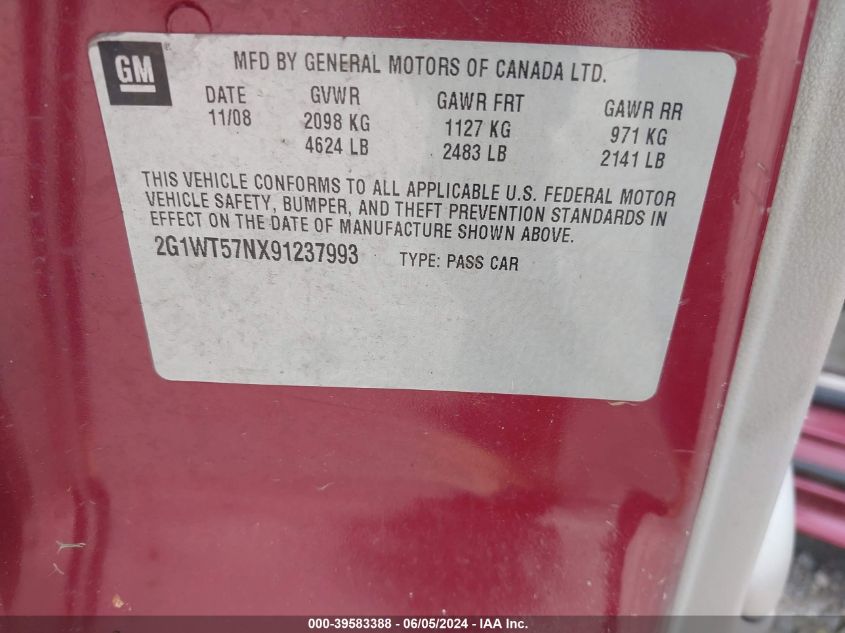 GM ®
MFD BY GENERAL MOTORS OF CANADA LTD.
DATE GVWR GAWR FRT GAWR RR
11/08 2098 KG 1127 KG 971 KG
4624 LB 2483 LB 2141 LB
THIS VEHICLE CONFORMS TO ALL APPLICABLE U.S. FEDERAL MOTOR
VEHICLE SAFETY, BUMPER, AND THEFT PREVENTION STANDARDS IN
EFFECT ON THE DATE OF MANUFACTURE SHOWN ABOVE.
2G1WT57NX91237993 TYPE: PASS CAR
000-39583388 - 06/05/2024 - IAA Inc.